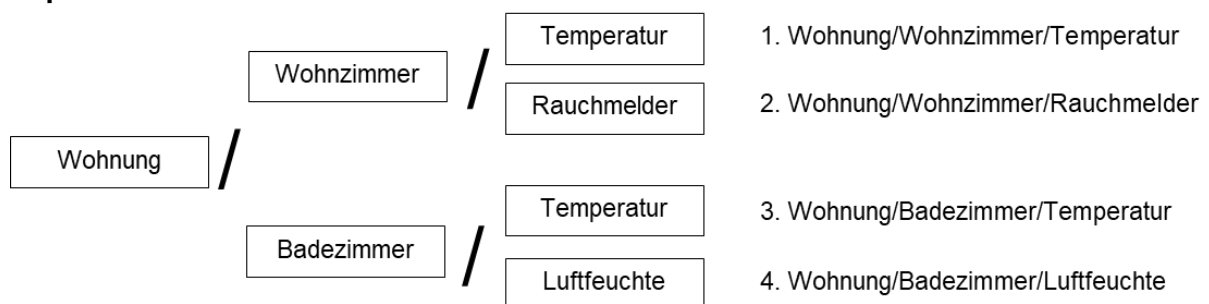 Temperatur
1. Wohnung/Wohnzimmer/Temperatur
Wohnzimmer
/
Rauchmelder
2. Wohnung/Wohnzimmer/Rauchmelder
Wohnung
/
Temperatur
3. Wohnung/Badezimmer/Temperatur
Badezimmer
/
Luftfeuchte
4. Wohnung/Badezimmer/Luftfeuchte